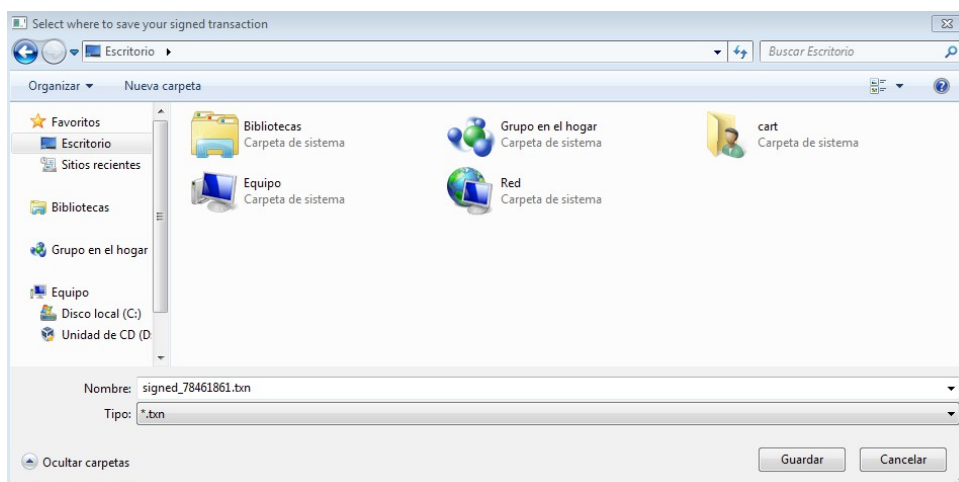 Select where to save your signed transaction
Escritorio
Buscar Escritorio
Organizar
Nueva carpeta
Favoritos
Escritorio
Sitios recientes
Bibliotecas
Grupo en el hogar
Equipo
Disco local (C:)
Unidad de CD (D:
Bibliotecas
Carpeta de sistema
Grupo en el hogar
Carpeta de sistema
cart
Carpeta de sistema
Equipo
Carpeta de sistema
Red
Carpeta de sistema
Nombre: signed_78461861.txn
Tipo: *.txn
Ocultar carpetas
Guardar
Cancelar